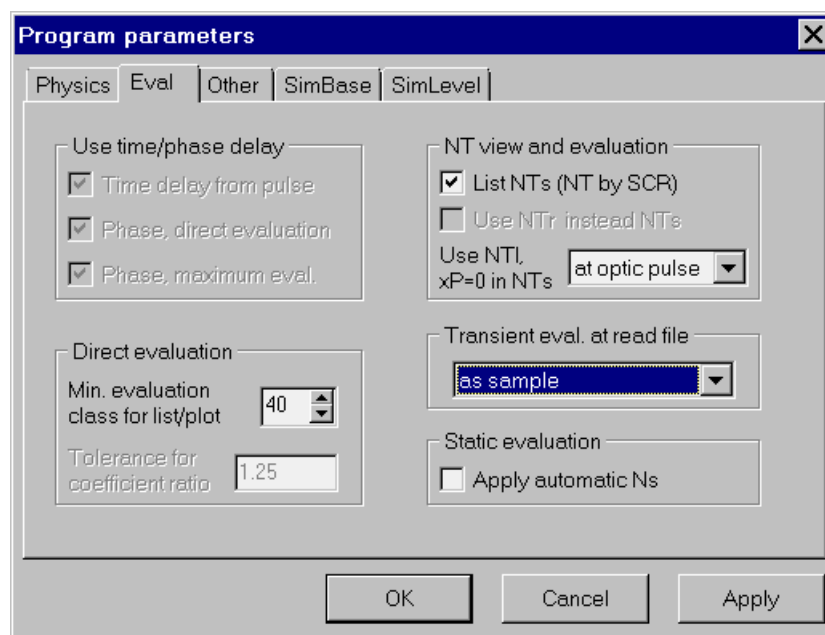 Program parameters
Physics Eval Other SimBase SimLevel
Use time/phase delay
Time delay from pulse
Phase, direct evaluation
Phase, maximum eval.
Direct evaluation
Min. evaluation
class for list/plot
40
Tolerance for
coefficient ratio
1.25
NT view and evaluation
List NTs (NT by SCR)
Use NTr instead NTs
Use NTl,
xP=0 in NTs
at optic pulse
Transient eval. at read file
as sample
Static evaluation
Apply automatic Ns
OK Cancel Apply